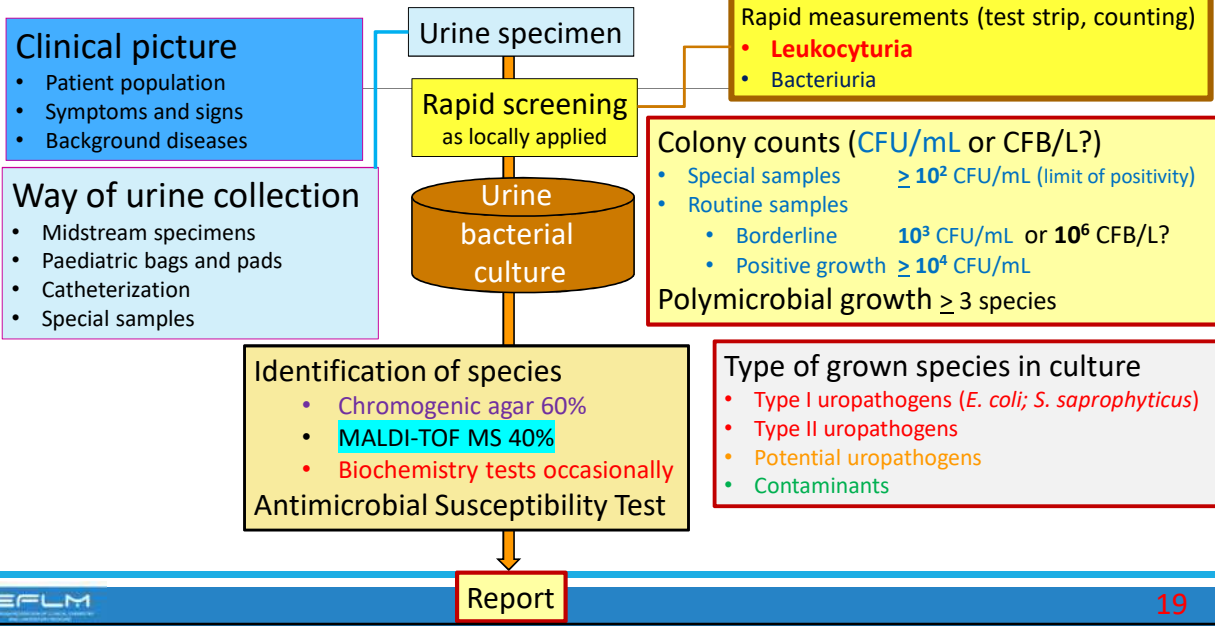 Clinical picture
• Patient population
• Symptoms and signs
• Background diseases
Way of urine collection
• Midstream specimens
• Paediatric bags and pads
• Catheterization
• Special samples
Urine specimen
Rapid screening
as locally applied
Urine
bacterial
culture
Rapid measurements (test strip, counting)
• Leukocyturia
• Bacteriuria
Colony counts (CFU/mL or CFB/L?)
• Special samples ≥ 10² CFU/mL (limit of positivity)
• Routine samples
• Borderline 10³ CFU/mL or 10⁶ CFB/L?
• Positive growth ≥ 10⁴ CFU/mL
Polymicrobial growth ≥ 3 species
Identification of species
• Chromogenic agar 60%
• MALDI-TOF MS 40%
• Biochemistry tests occasionally
Antimicrobial Susceptibility Test
Type of grown species in culture
• Type I uropathogens (E. coli; S. saprophyticus)
• Type II uropathogens
• Potential uropathogens
• Contaminants
Report
EFLM
19